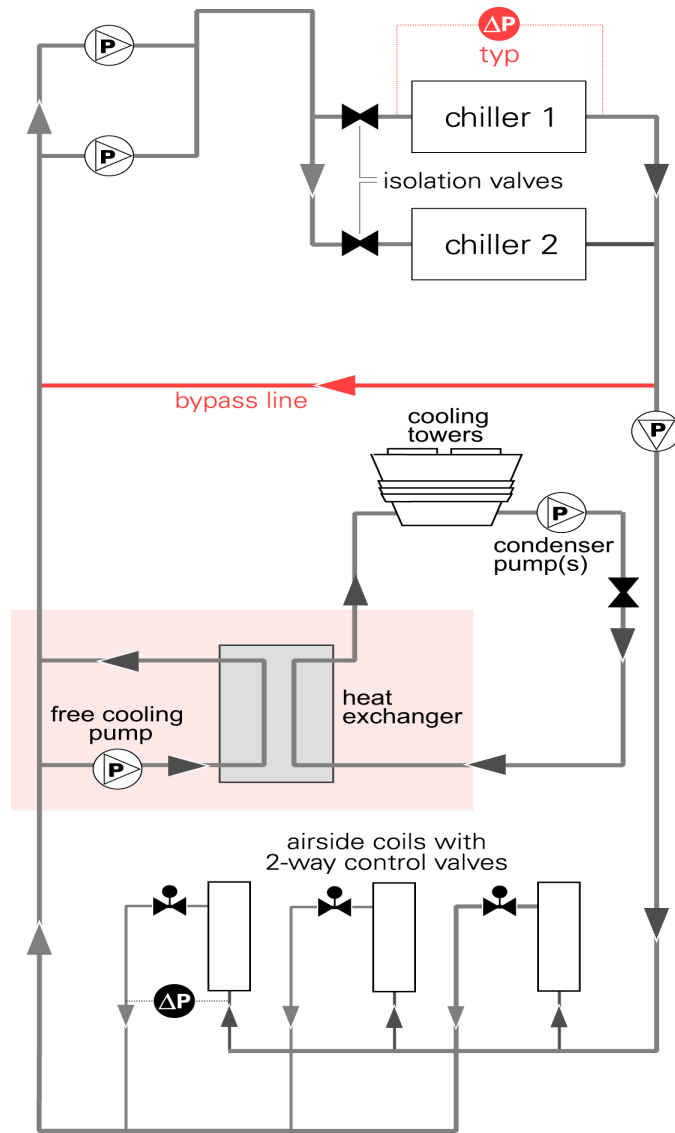 ΔP
typ
P
chiller 1
P
isolation valves
chiller 2
bypass line
cooling
towers
P
P
condenser
pump(s)
heat
exchanger
free cooling
pump
P
airside coils with
2-way control valves
ΔP